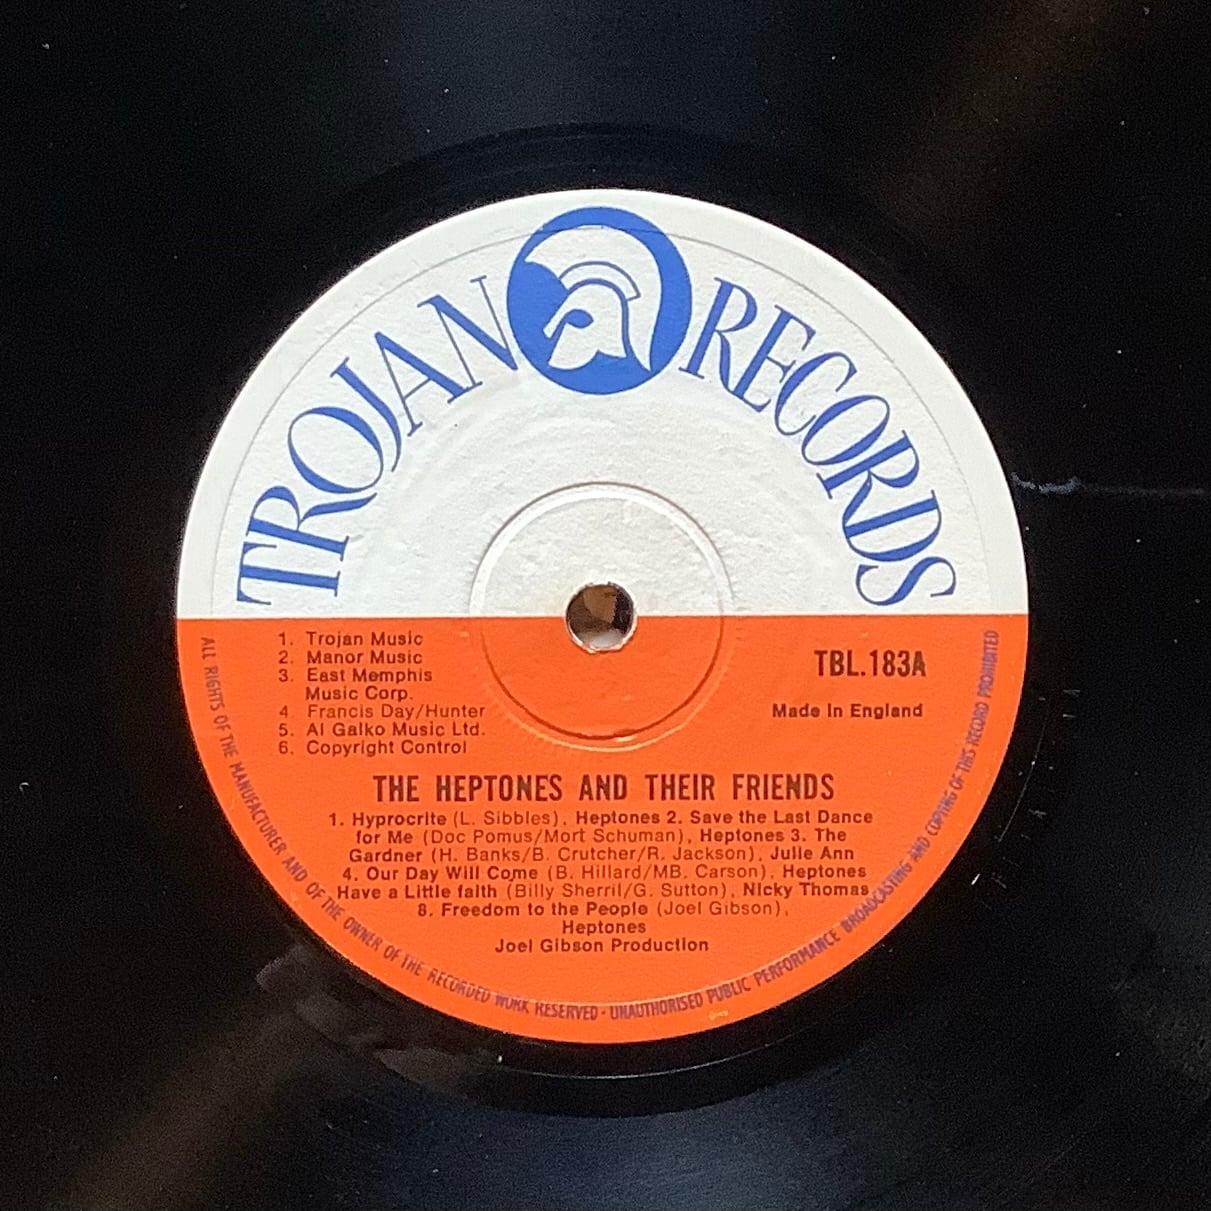 TROJAN RECORDS
1. Trojan Music
2. Manor Music
3. East Memphis
Music Corp.
4 Francis Day/Hunter
5. Al Galko Music Ltd.
6. Copyright Control
TBL.183A
Made in England
THE HEPTONES AND THEIR FRIENDS
1. Hyprocrite (L. Sibbles), Heptones 2. Save the Last Dance
for Me (Doc Pomus/Mort Schuman), Heptones 3. The
Gardner (H. Banks/B. Crutcher/R. Jackson), Julie Ann
4. Our Day Will Come (B. Hillard/MB. Carson), Heptones
Have a Little faith (Billy Sherril/G. Sutton), Nicky Thomas
8. Freedom to the People (Joel Gibson),
Heptones
Joel Gibson Production
ALL RIGHTS OF THE MANUFACTURER AND OF THE OWNER OF THE RECORDED WORK RESERVED · UNAUTHORISED PUBLIC PERFORMANCE BROADCASTING AND COPYING OF THIS RECORD PROHIBITED